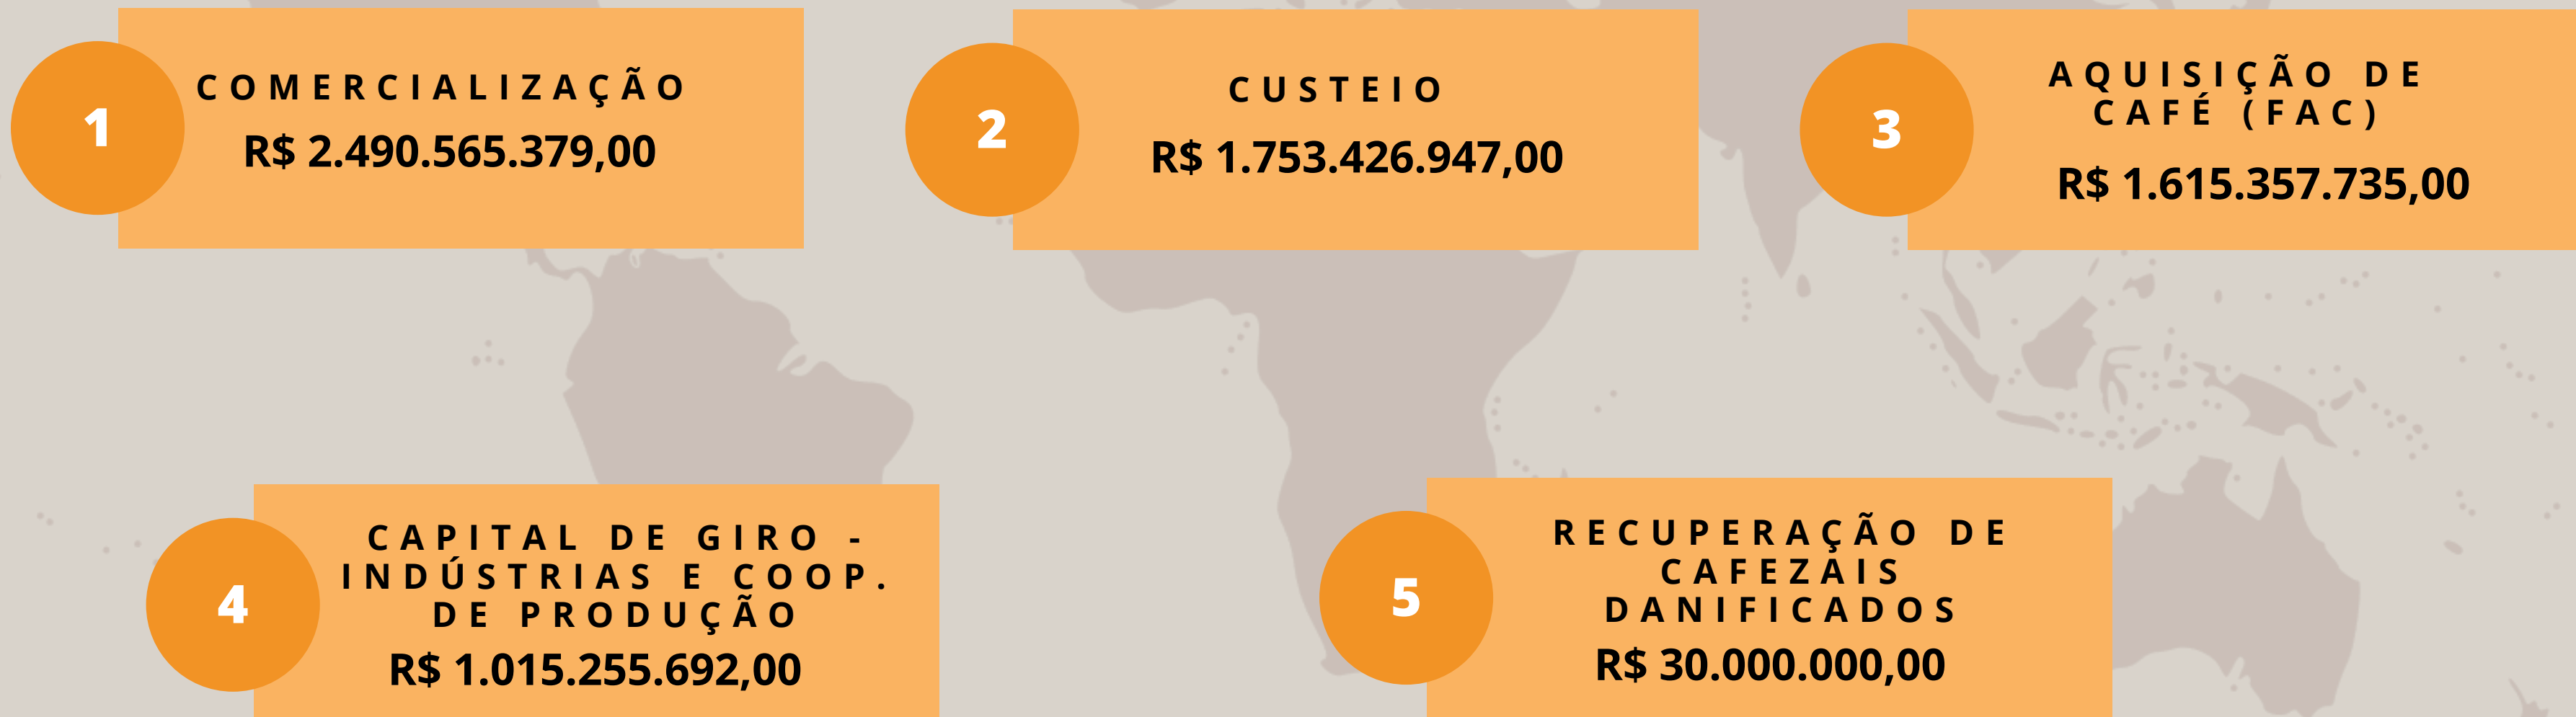 1
COMERCIALIZAÇÃO
R$ 2.490.565.379,00
2
CUSTEIO
R$ 1.753.426.947,00
3
AQUISIÇÃO DE
CAFÉ (FAC)
R$ 1.615.357.735,00
4
CAPITAL DE GIRO -
INDÚSTRIAS E COOP.
DE PRODUÇÃO
R$ 1.015.255.692,00
5
RECUPERAÇÃO DE
CAFEZAIS
DANIFICADOS
R$ 30.000.000,00